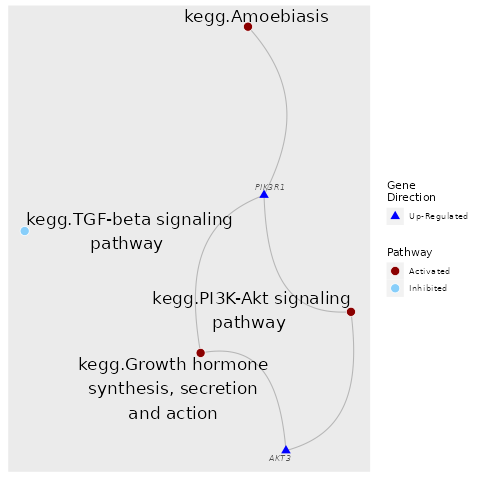 kegg.Amoebiasis
PIK3R1
kegg.TGF-beta signaling
pathway
kegg.PI3K-Akt signaling
pathway
kegg.Growth hormone
synthesis, secretion
and action
AKT3
Gene
Direction
Up-Regulated
Pathway
Activated
Inhibited